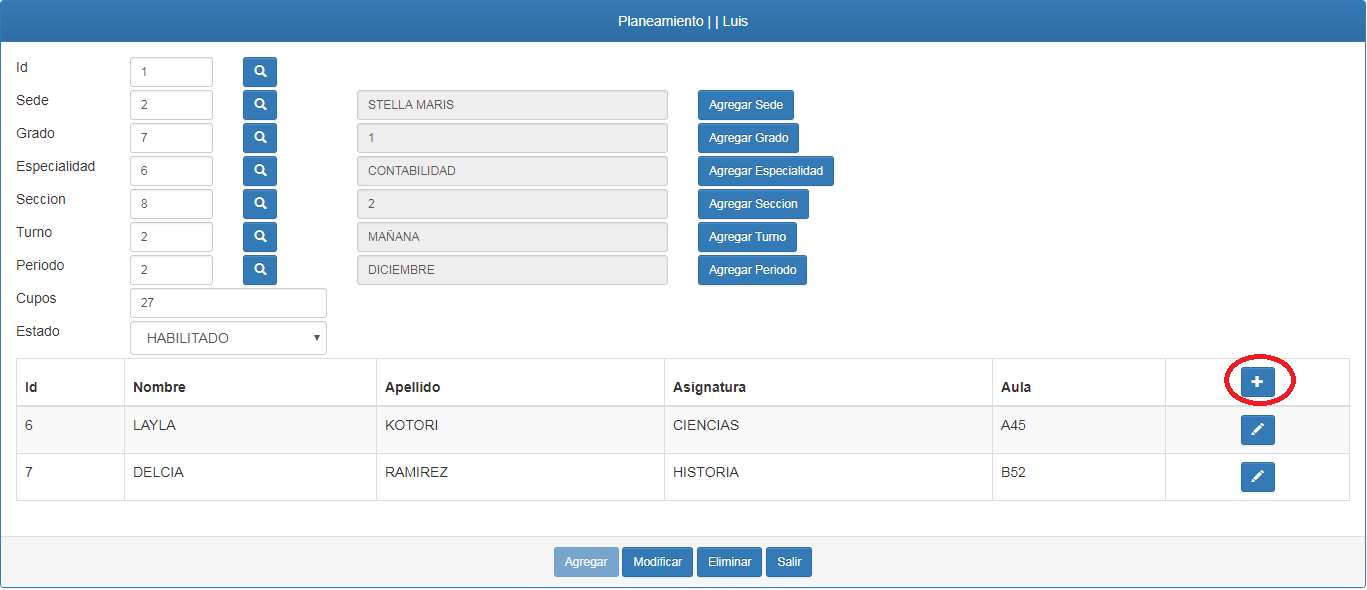 Planeamiento | | Luis
Id 1
Sede 2 STELLA MARIS Agregar Sede
Grado 7 1 Agregar Grado
Especialidad 6 CONTABILIDAD Agregar Especialidad
Seccion 8 2 Agregar Seccion
Turno 2 MAÑANA Agregar Turno
Periodo 2 DICIEMBRE Agregar Periodo
Cupos 27
Estado HABILITADO
Id Nombre Apellido Asignatura Aula
6 LAYLA KOTORI CIENCIAS A45
7 DELCIA RAMIREZ HISTORIA B52
Agregar Modificar Eliminar Salir